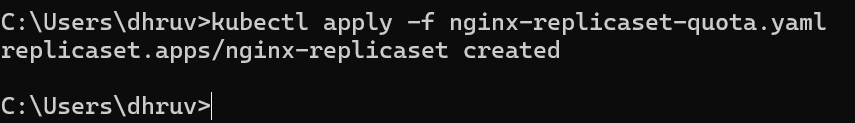 C:\Users\dhruv>kubectl apply -f nginx-replicaset-quota.yaml
replicaset.apps/nginx-replicaset created
C:\Users\dhruv>